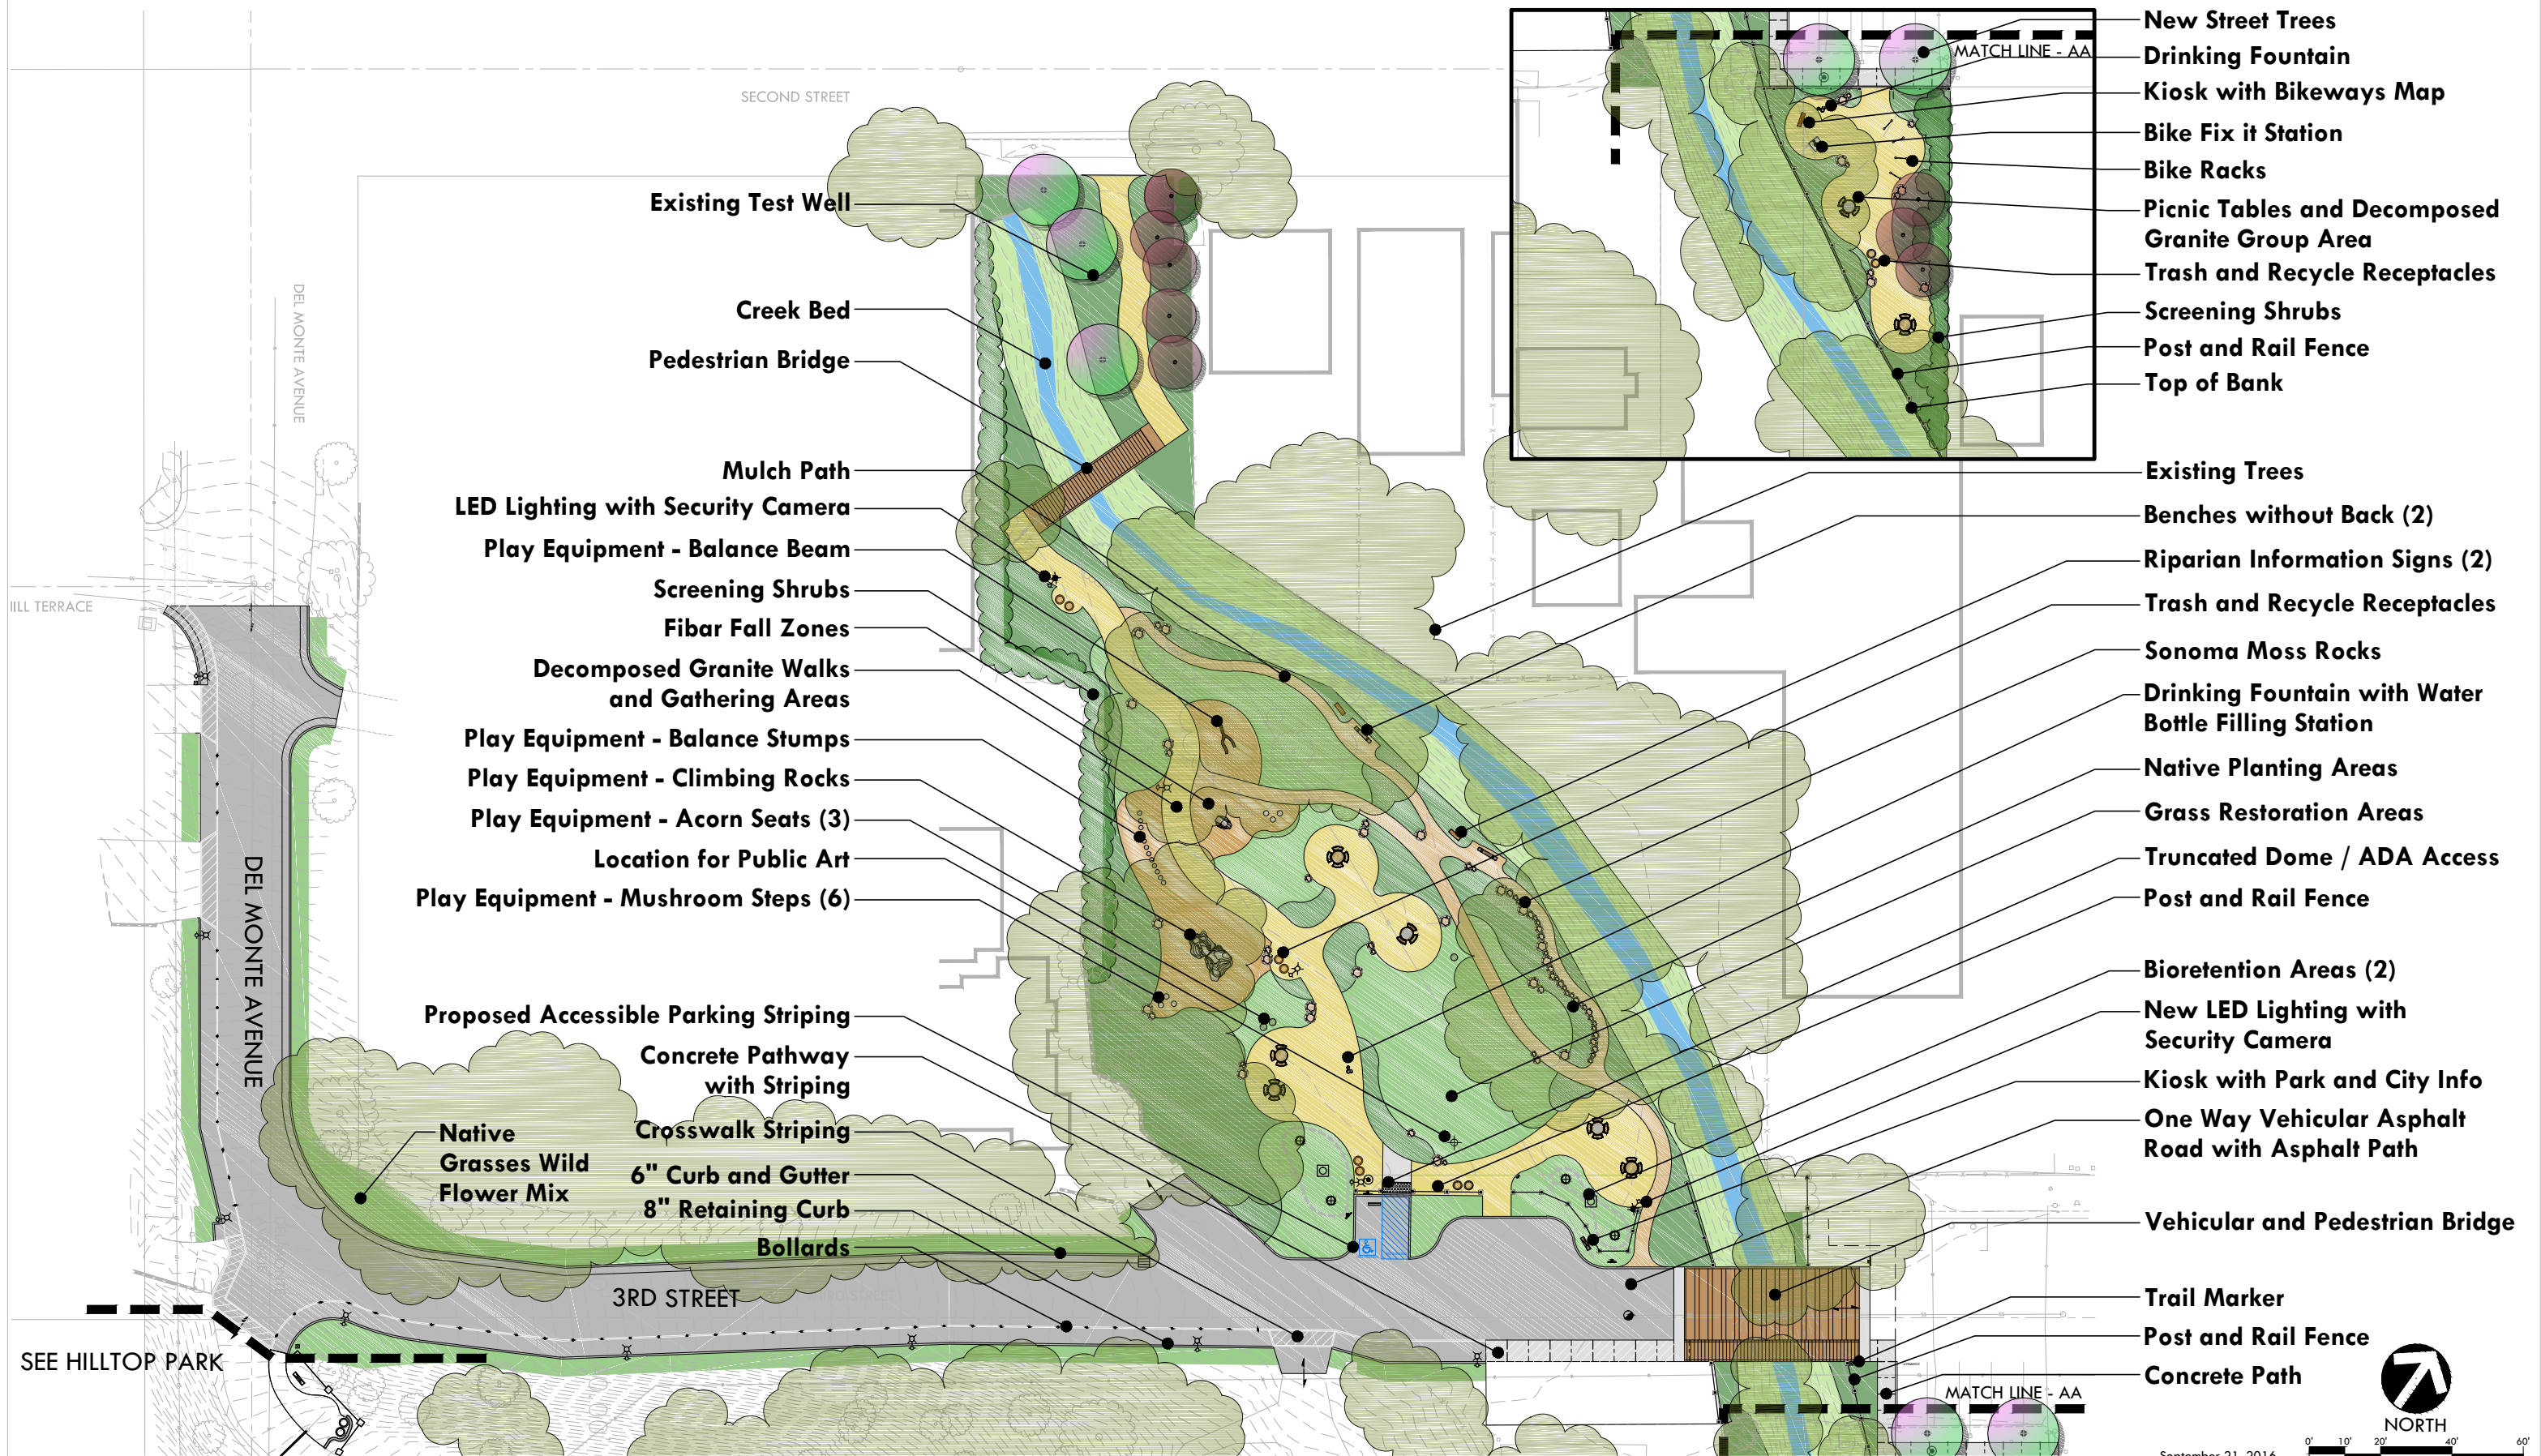 SECOND STREET
DEL MONTE AVENUE
Existing Test Well
Creek Bed
Pedestrian Bridge
Mulch Path
LED Lighting with Security Camera
Play Equipment - Balance Beam
Screening Shrubs
Fibar Fall Zones
Decomposed Granite Walks
and Gathering Areas
Play Equipment - Balance Stumps
Play Equipment - Climbing Rocks
Play Equipment - Acorn Seats (3)
Location for Public Art
Play Equipment - Mushroom Steps (6)
Proposed Accessible Parking Striping
Concrete Pathway
with Striping
Crosswalk Striping
6" Curb and Gutter
8" Retaining Curb
Bollards
Native
Grasses Wild
Flower Mix
DEL MONTE AVENUE
3RD STREET
SEE HILLTOP PARK
MATCH LINE - AA
New Street Trees
Drinking Fountain
Kiosk with Bikeways Map
Bike Fix it Station
Bike Racks
Picnic Tables and Decomposed
Granite Group Area
Trash and Recycle Receptacles
Screening Shrubs
Post and Rail Fence
Top of Bank
Existing Trees
Benches without Back (2)
Riparian Information Signs (2)
Trash and Recycle Receptacles
Sonoma Moss Rocks
Drinking Fountain with Water
Bottle Filling Station
Native Planting Areas
Grass Restoration Areas
Truncated Dome / ADA Access
Post and Rail Fence
Bioretention Areas (2)
New LED Lighting with
Security Camera
Kiosk with Park and City Info
One Way Vehicular Asphalt
Road with Asphalt Path
Vehicular and Pedestrian Bridge
Trail Marker
Post and Rail Fence
Concrete Path
MATCH LINE - AA
NORTH
0' 10' 20' 40' 60'
September 21, 2016